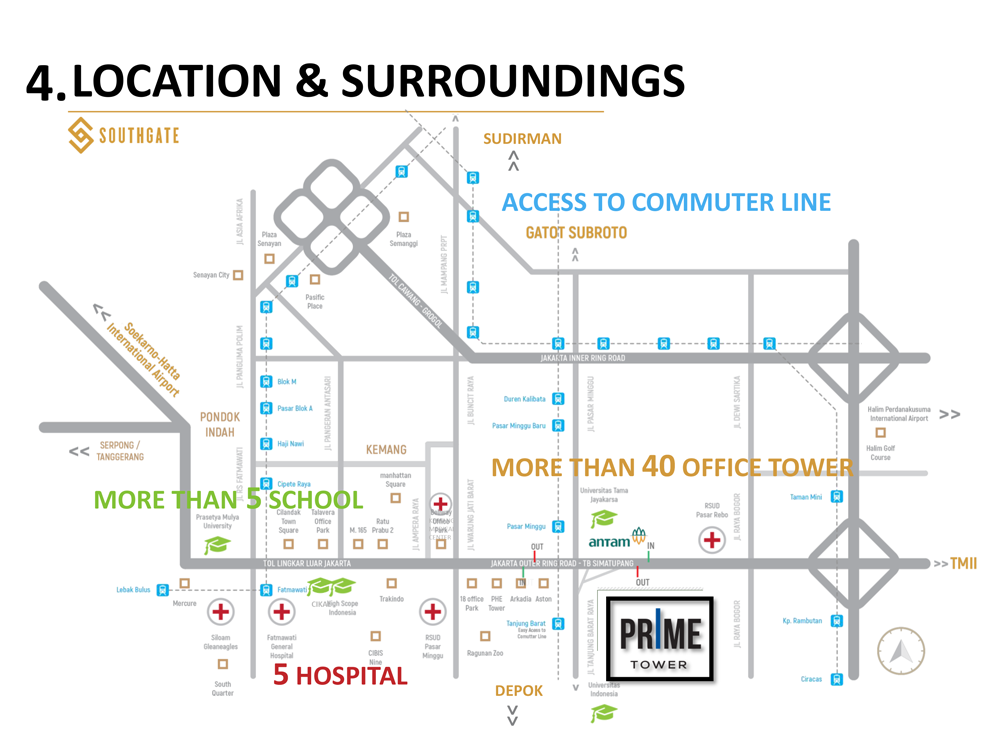 4. LOCATION & SURROUNDINGS
SOUTHGATE
SUDIRMAN
ACCESS TO COMMUTER LINE
GATOT SUBROTO
JL ASIA AFRIKA
Plaza
Senayan
Plaza
Semanggi
JL MAMPANG PRPT
Senayan City
Pasific
Place
TOL CAWANG - GROGOL
Soekarno-Hatta
International Airport
JL PANGLIMA POLIM
JAKARTA INNER RING ROAD
Blok M
Pasar Blok A
JL PANGERAN ANTASARI
JL BUNCIT RAYA
Duren Kalibata
JL PASAR MINGGU
JL DEWI SARTIKA
Halim Perdanakusuma
International Airport
>>
PONDOK
INDAH
Pasar Minggu Baru
<<
SERPONG /
TANGGERANG
Haji Nawi
KEMANG
Halim Golf
Course
MORE THAN 40 OFFICE TOWER
JL RS FATMAWATI
Cipete Raya
manhattan
Square
MORE THAN 5 SCHOOL
Universitas Tama
Jayakarsa
Taman Mini
Prasetya Mulya
University
Cilandak
Town
Square
Talavera
Office
Park
M. 165
Ratu
Prabu 2
JL AMPERA RAYA
Office
Park
CENTER
JL WARUNG JATI BARAT
Pasar Minggu
RSUD
Pasar Rebo
JL RAYA BOGOR
antam
OUT
IN
TOL LINGKAR LUAR JAKARTA
JAKARTA OUTER RING ROAD - TB SIMATUPANG
>> TMII
IN
OUT
Lebak Bulus
Mercure
Fatmawati
High Scope
Indonesia
Trakindo
18 office
Park
PHE
Tower
Arkadia
Aston
Siloam
Gleaneagles
Fatmawati
General
Hospital
CIBIS
Nine
RSUD
Pasar
Minggu
Ragunan Zoo
Tanjung Barat
Easy Access to
Commuter Line
JL TANJUNG BARAT RAYA
PRIME
TOWER
JL RAYA BOGOR
Kp. Rambutan
5 HOSPITAL
South
Quarter
DEPOK
Universitas
Indonesia
Ciracas